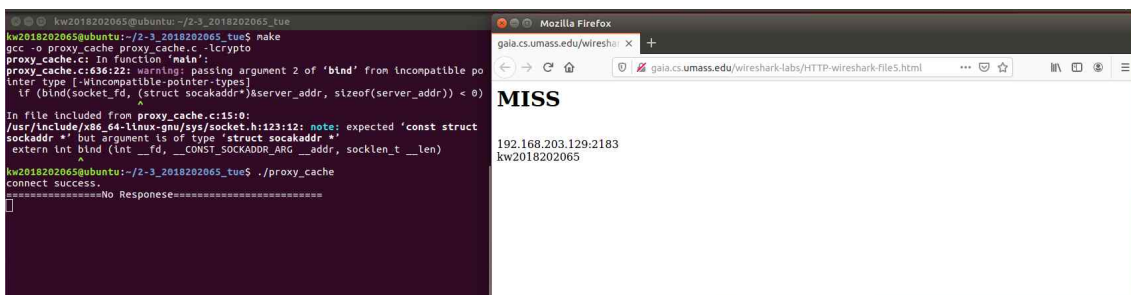 kw2018202065@ubuntu: ~/2-3_2018202065_tue
kw2018202065@ubuntu:~/2-3_2018202065_tue$ make
gcc -o proxy_cache proxy_cache.c -lcrypto
proxy_cache.c: In function ‘main’:
proxy_cache.c:636:22: warning: passing argument 2 of ‘bind’ from incompatible po
inter type [-Wincompatible-pointer-types]
if (bind(socket_fd, (struct socakaddr*)&server_addr, sizeof(server_addr)) < 0)
^
In file included from proxy_cache.c:15:0:
/usr/include/x86_64-linux-gnu/sys/socket.h:123:12: note: expected ‘const struct
sockaddr *’ but argument is of type ‘struct socakaddr *’
extern int bind (int __fd, __CONST_SOCKADDR_ARG __addr, socklen_t __len)
^
kw2018202065@ubuntu:~/2-3_2018202065_tue$ ./proxy_cache
connect success.
================No Responese=========================
Mozilla Firefox
gaia.cs.umass.edu/wiresha
gaia.cs.umass.edu/wireshark-labs/HTTP-wireshark-file5.html
MISS
192.168.203.129:2183
kw2018202065